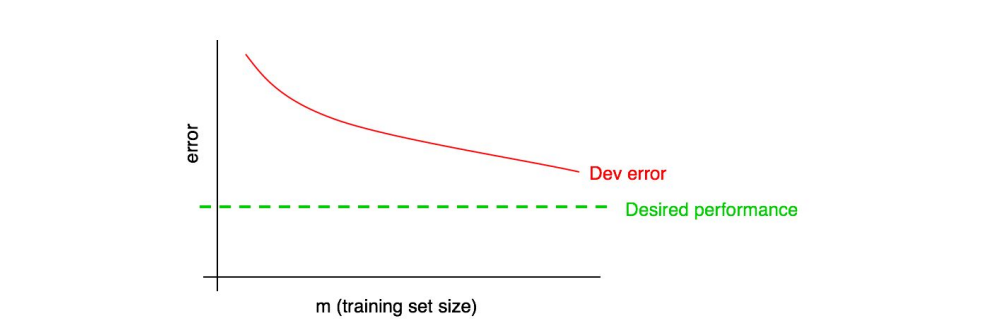 error
Dev error
Desired performance
m (training set size)